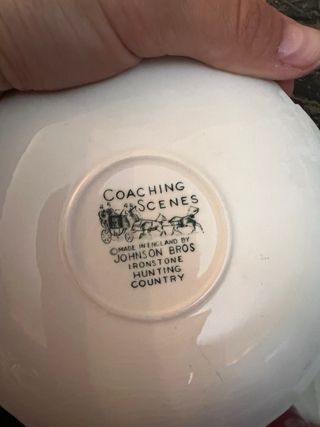 COACHING
SCENES
©MADE IN ENGLAND BY
JOHNSON BROS
IRONSTONE
HUNTING
COUNTRY